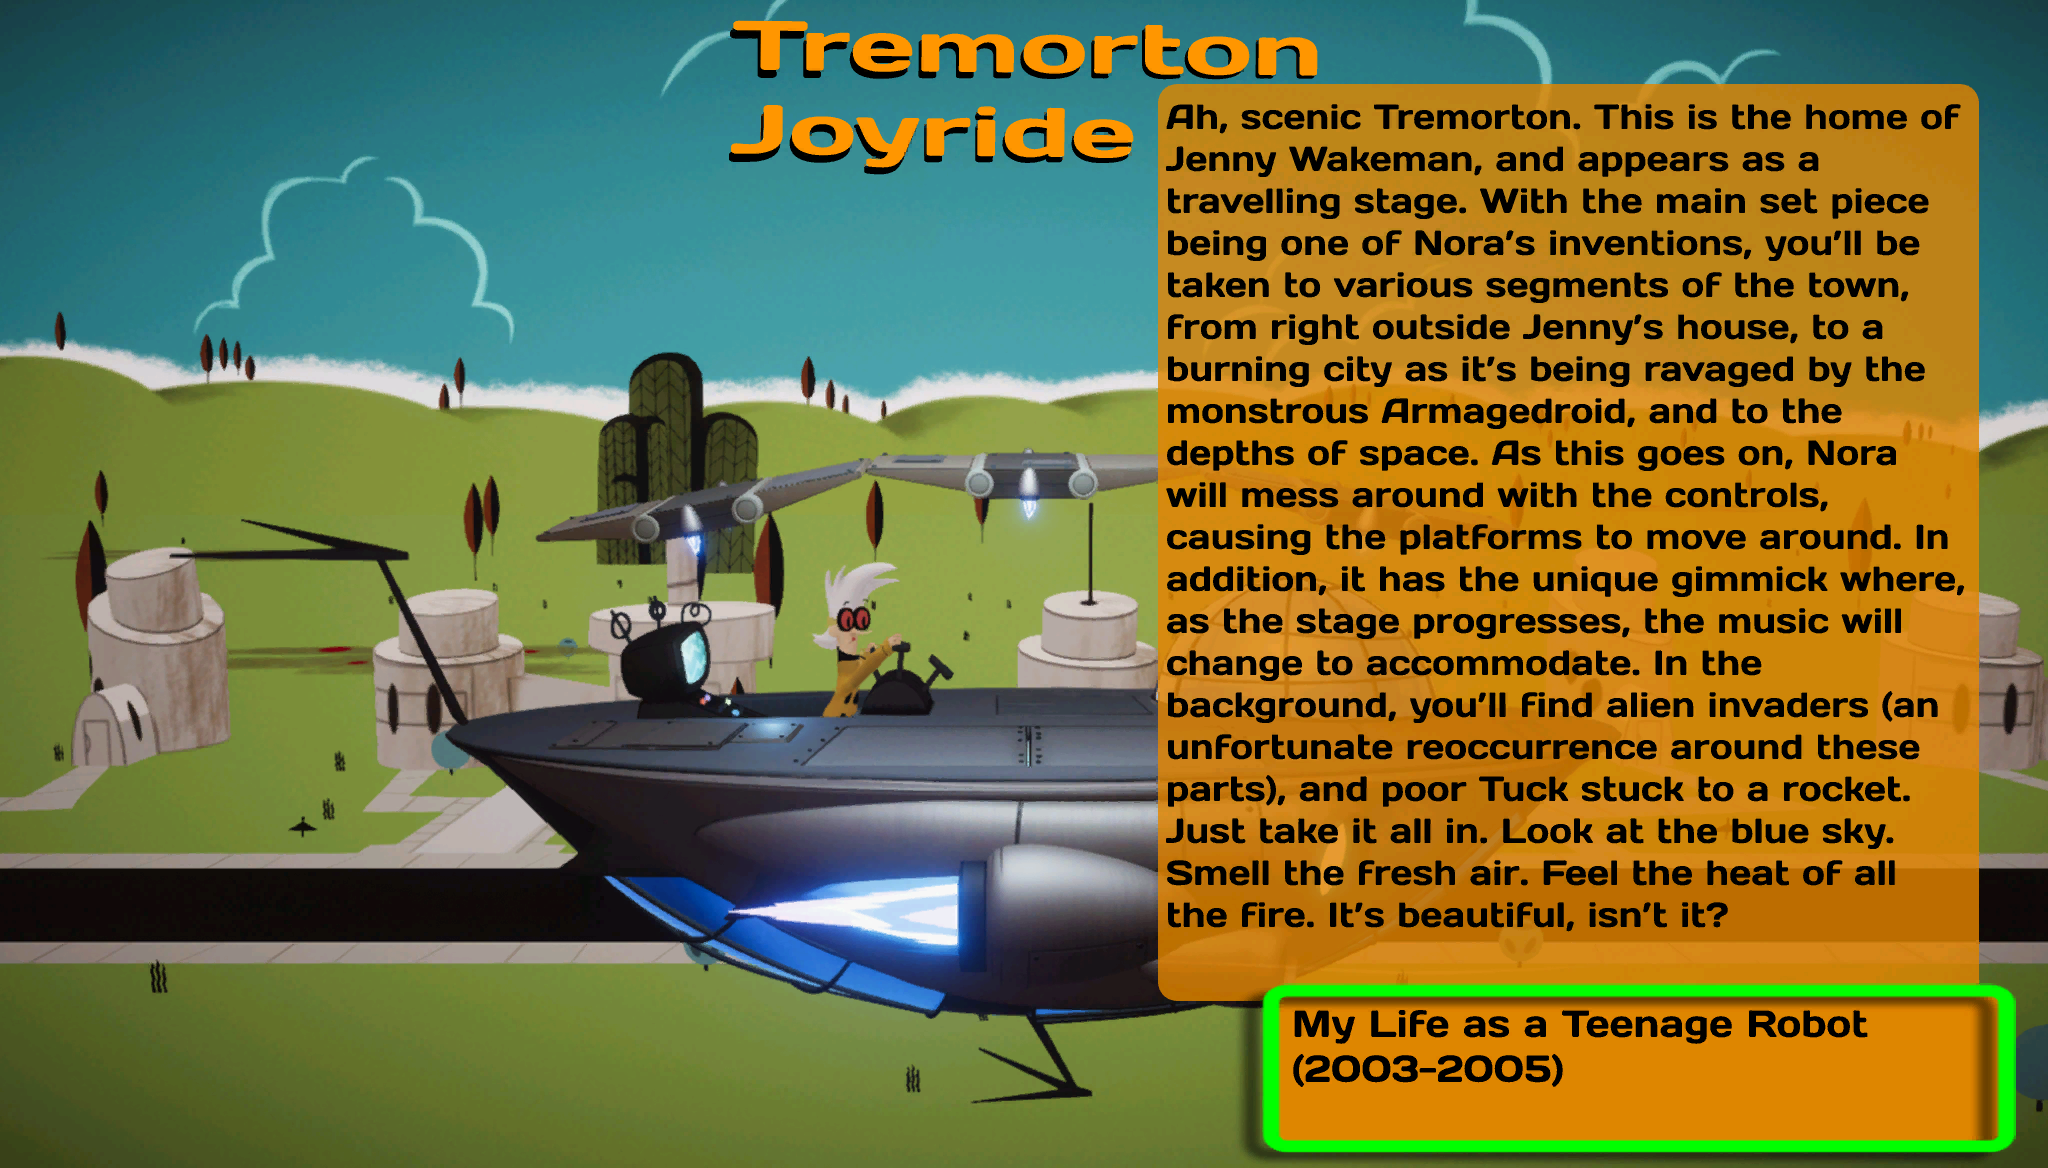 Tremorton
Joyride
Ah, scenic Tremorton. This is the home of
Jenny Wakeman, and appears as a
travelling stage. With the main set piece
being one of Nora's inventions, you'll be
taken to various segments of the town,
from right outside Jenny's house, to a
burning city as it's being ravaged by the
monstrous Armagedroid, and to the
depths of space. As this goes on, Nora
will mess around with the controls,
causing the platforms to move around. In
addition, it has the unique gimmick where,
as the stage progresses, the music will
change to accommodate. In the
background, you'll find alien invaders (an
unfortunate reoccurrence around these
parts), and poor Tuck stuck to a rocket.
Just take it all in. Look at the blue sky.
Smell the fresh air. Feel the heat of all
the fire. It's beautiful, isn't it?
My Life as a Teenage Robot
(2003-2005)